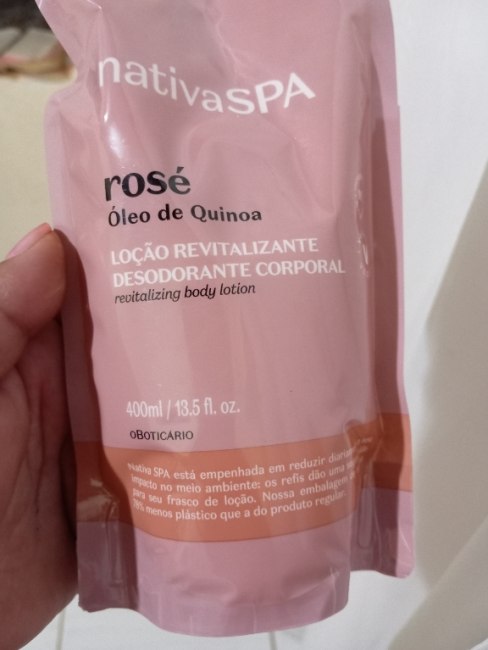 nativaSPA
rosé
Óleo de Quinoa
LOÇÃO REVITALIZANTE
DESODORANTE CORPORAL
revitalizing body lotion
400ml / 13.5 fl. oz.
oBOTICÁRIO
Nativa SPA está empenhada em reduzir
impacto no meio ambiente: os refis dão uma
para seu frasco de loção. Nossa embalagem
menos plástico que a do produto regular.